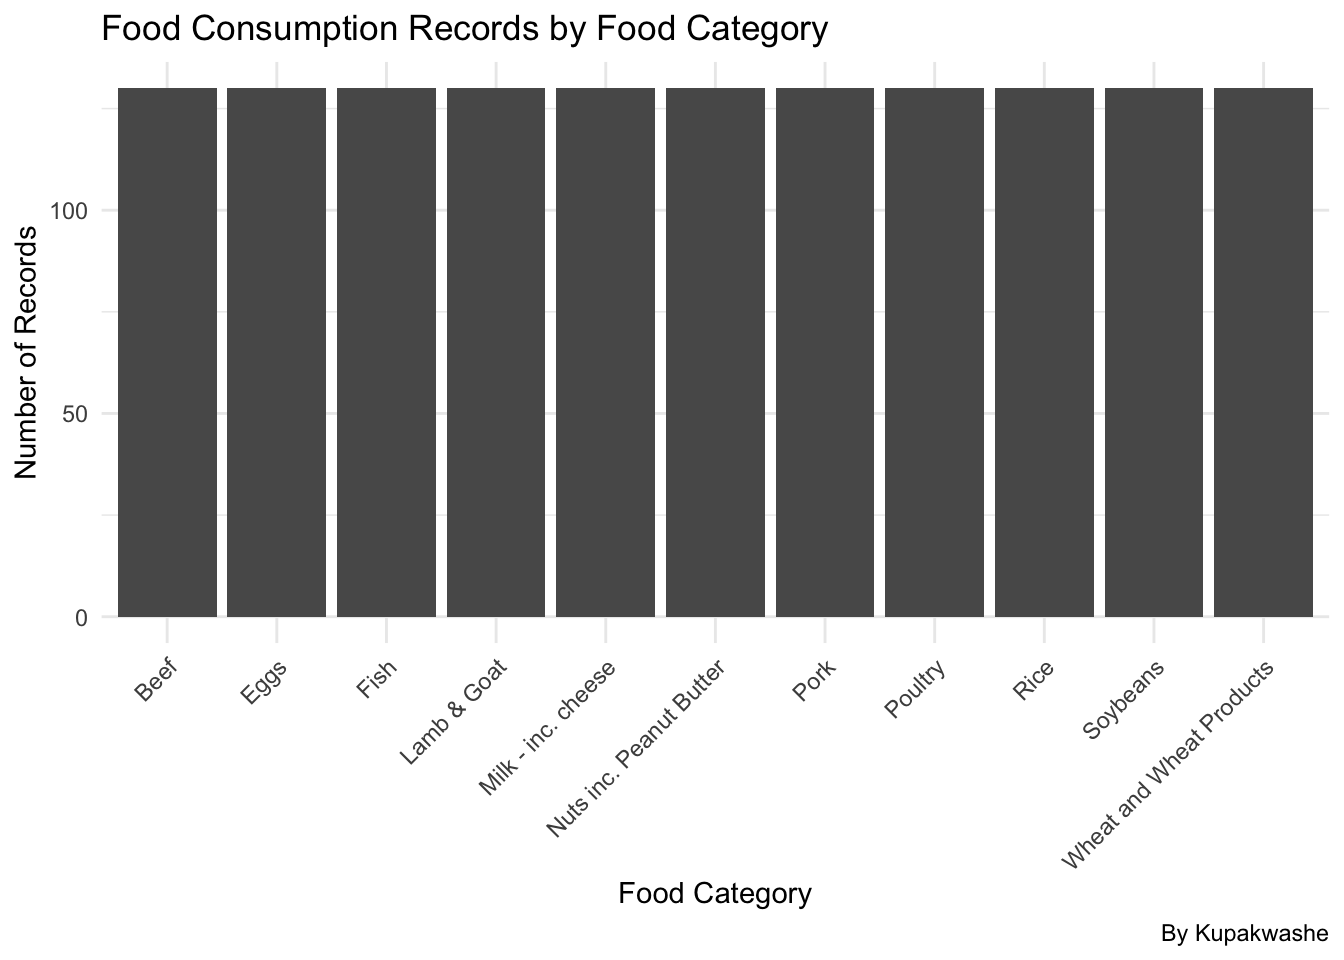 Food Consumption Records by Food Category
Number of Records
100
50
0
Beef
Eggs
Fish
Lamb & Goat
Milk - inc. cheese
Nuts inc. Peanut Butter
Pork
Poultry
Rice
Soybeans
Wheat and Wheat Products
Food Category
By Kupakwashe